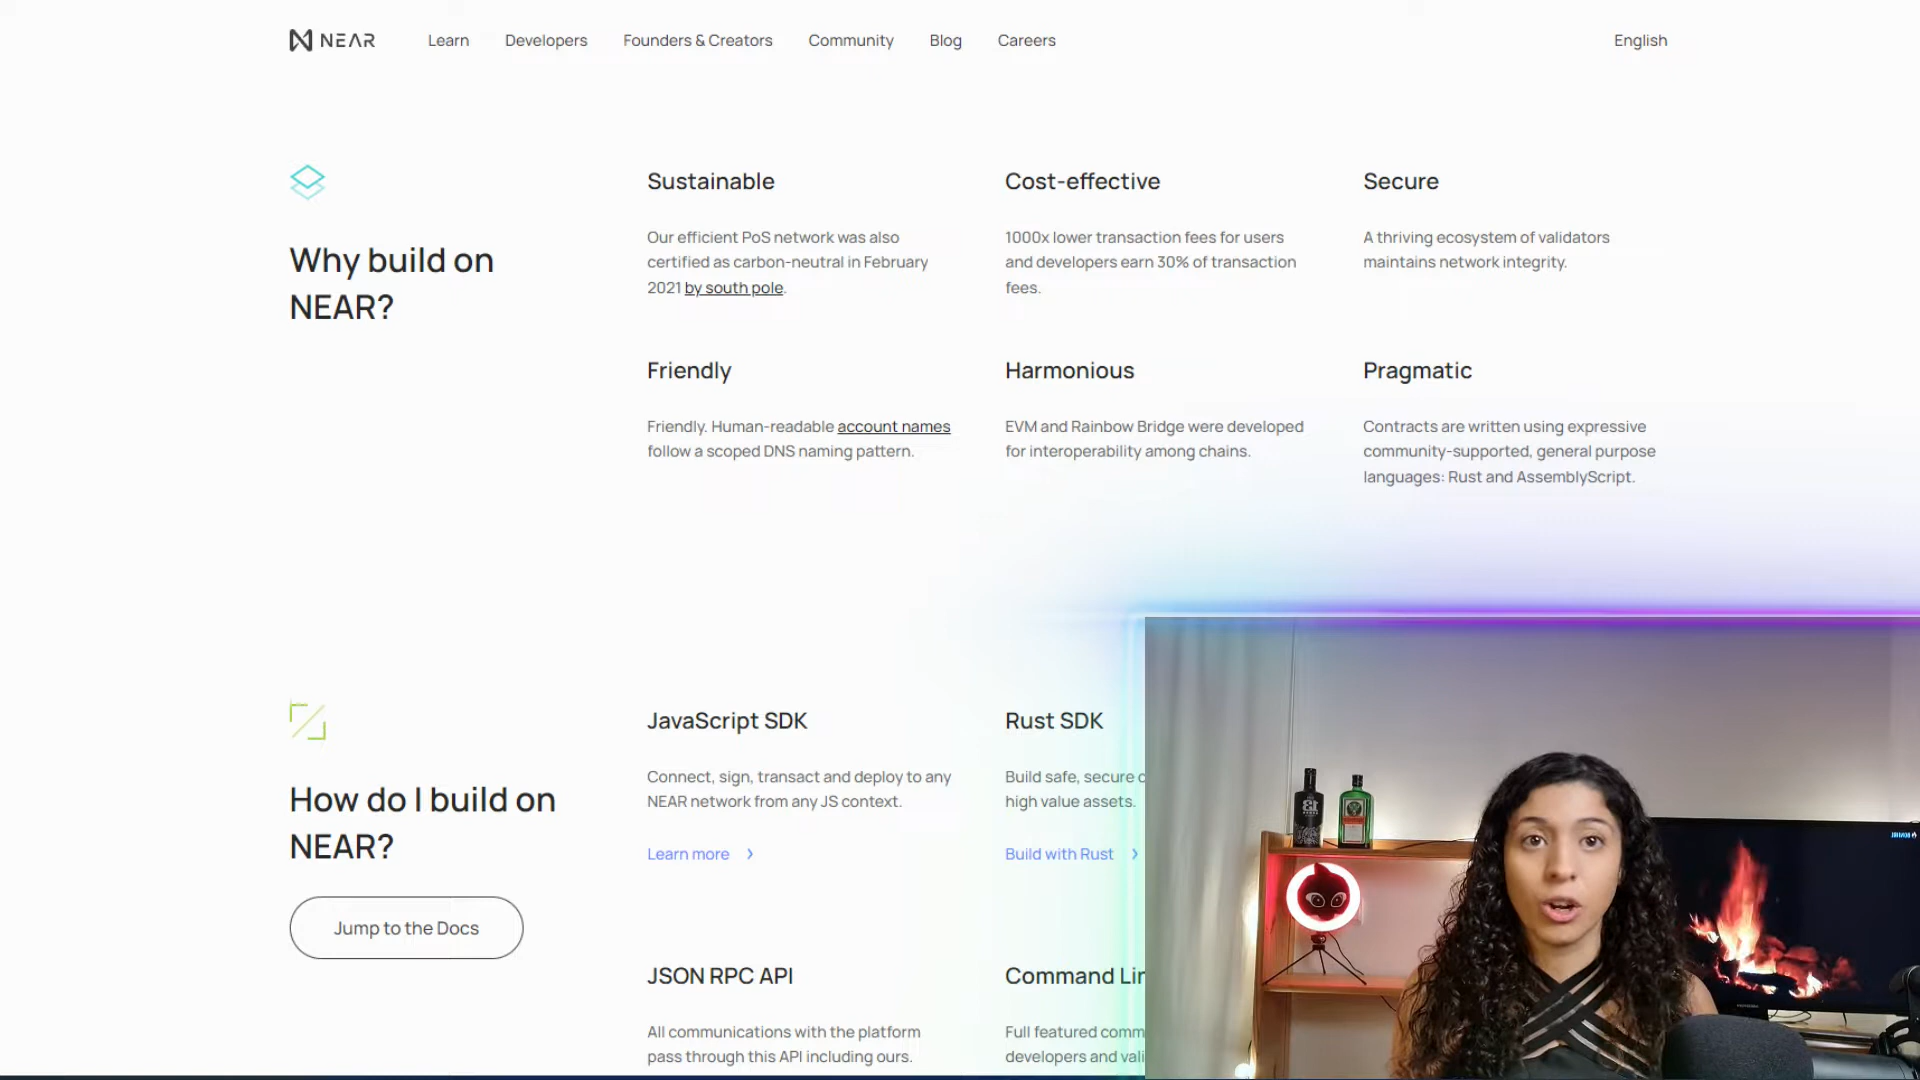 NEAR
Learn
Developers
Founders & Creators
Community
Blog
Careers
English
Why build on
NEAR?
Sustainable
Our efficient PoS network was also
certified as carbon-neutral in February
2021 by south pole.
Cost-effective
1000x lower transaction fees for users
and developers earn 30% of transaction
fees.
Secure
A thriving ecosystem of validators
maintains network integrity.
Friendly
Friendly. Human-readable account names
follow a scoped DNS naming pattern.
Harmonious
EVM and Rainbow Bridge were developed
for interoperability among chains.
Pragmatic
Contracts are written using expressive
community-supported, general purpose
languages: Rust and AssemblyScript.
How do I build on
NEAR?
Jump to the Docs
JavaScript SDK
Connect, sign, transact and deploy to any
NEAR network from any JS context.
Learn more
Rust SDK
Build safe, secure
high value assets.
Build with Rust
JSON RPC API
All communications with the platform
pass through this API including ours.
Command
Full featured
developers and